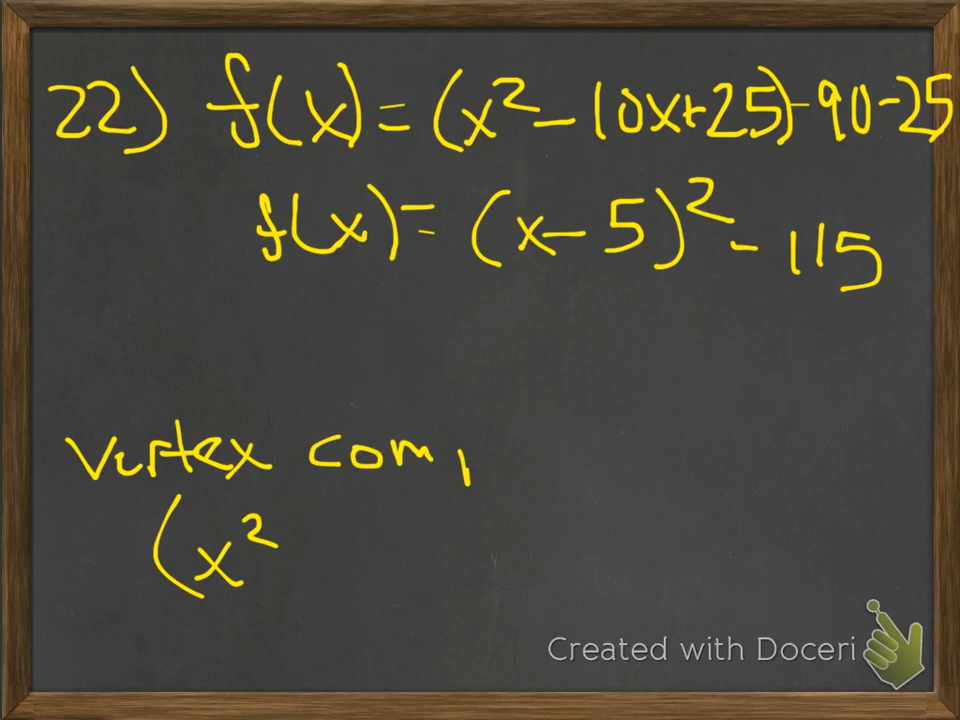 22) f(x) = (x² - 10x + 25) - 90 - 25
f(x) = (x - 5)² - 115
Vertex com,
(x²
Created with Doceri